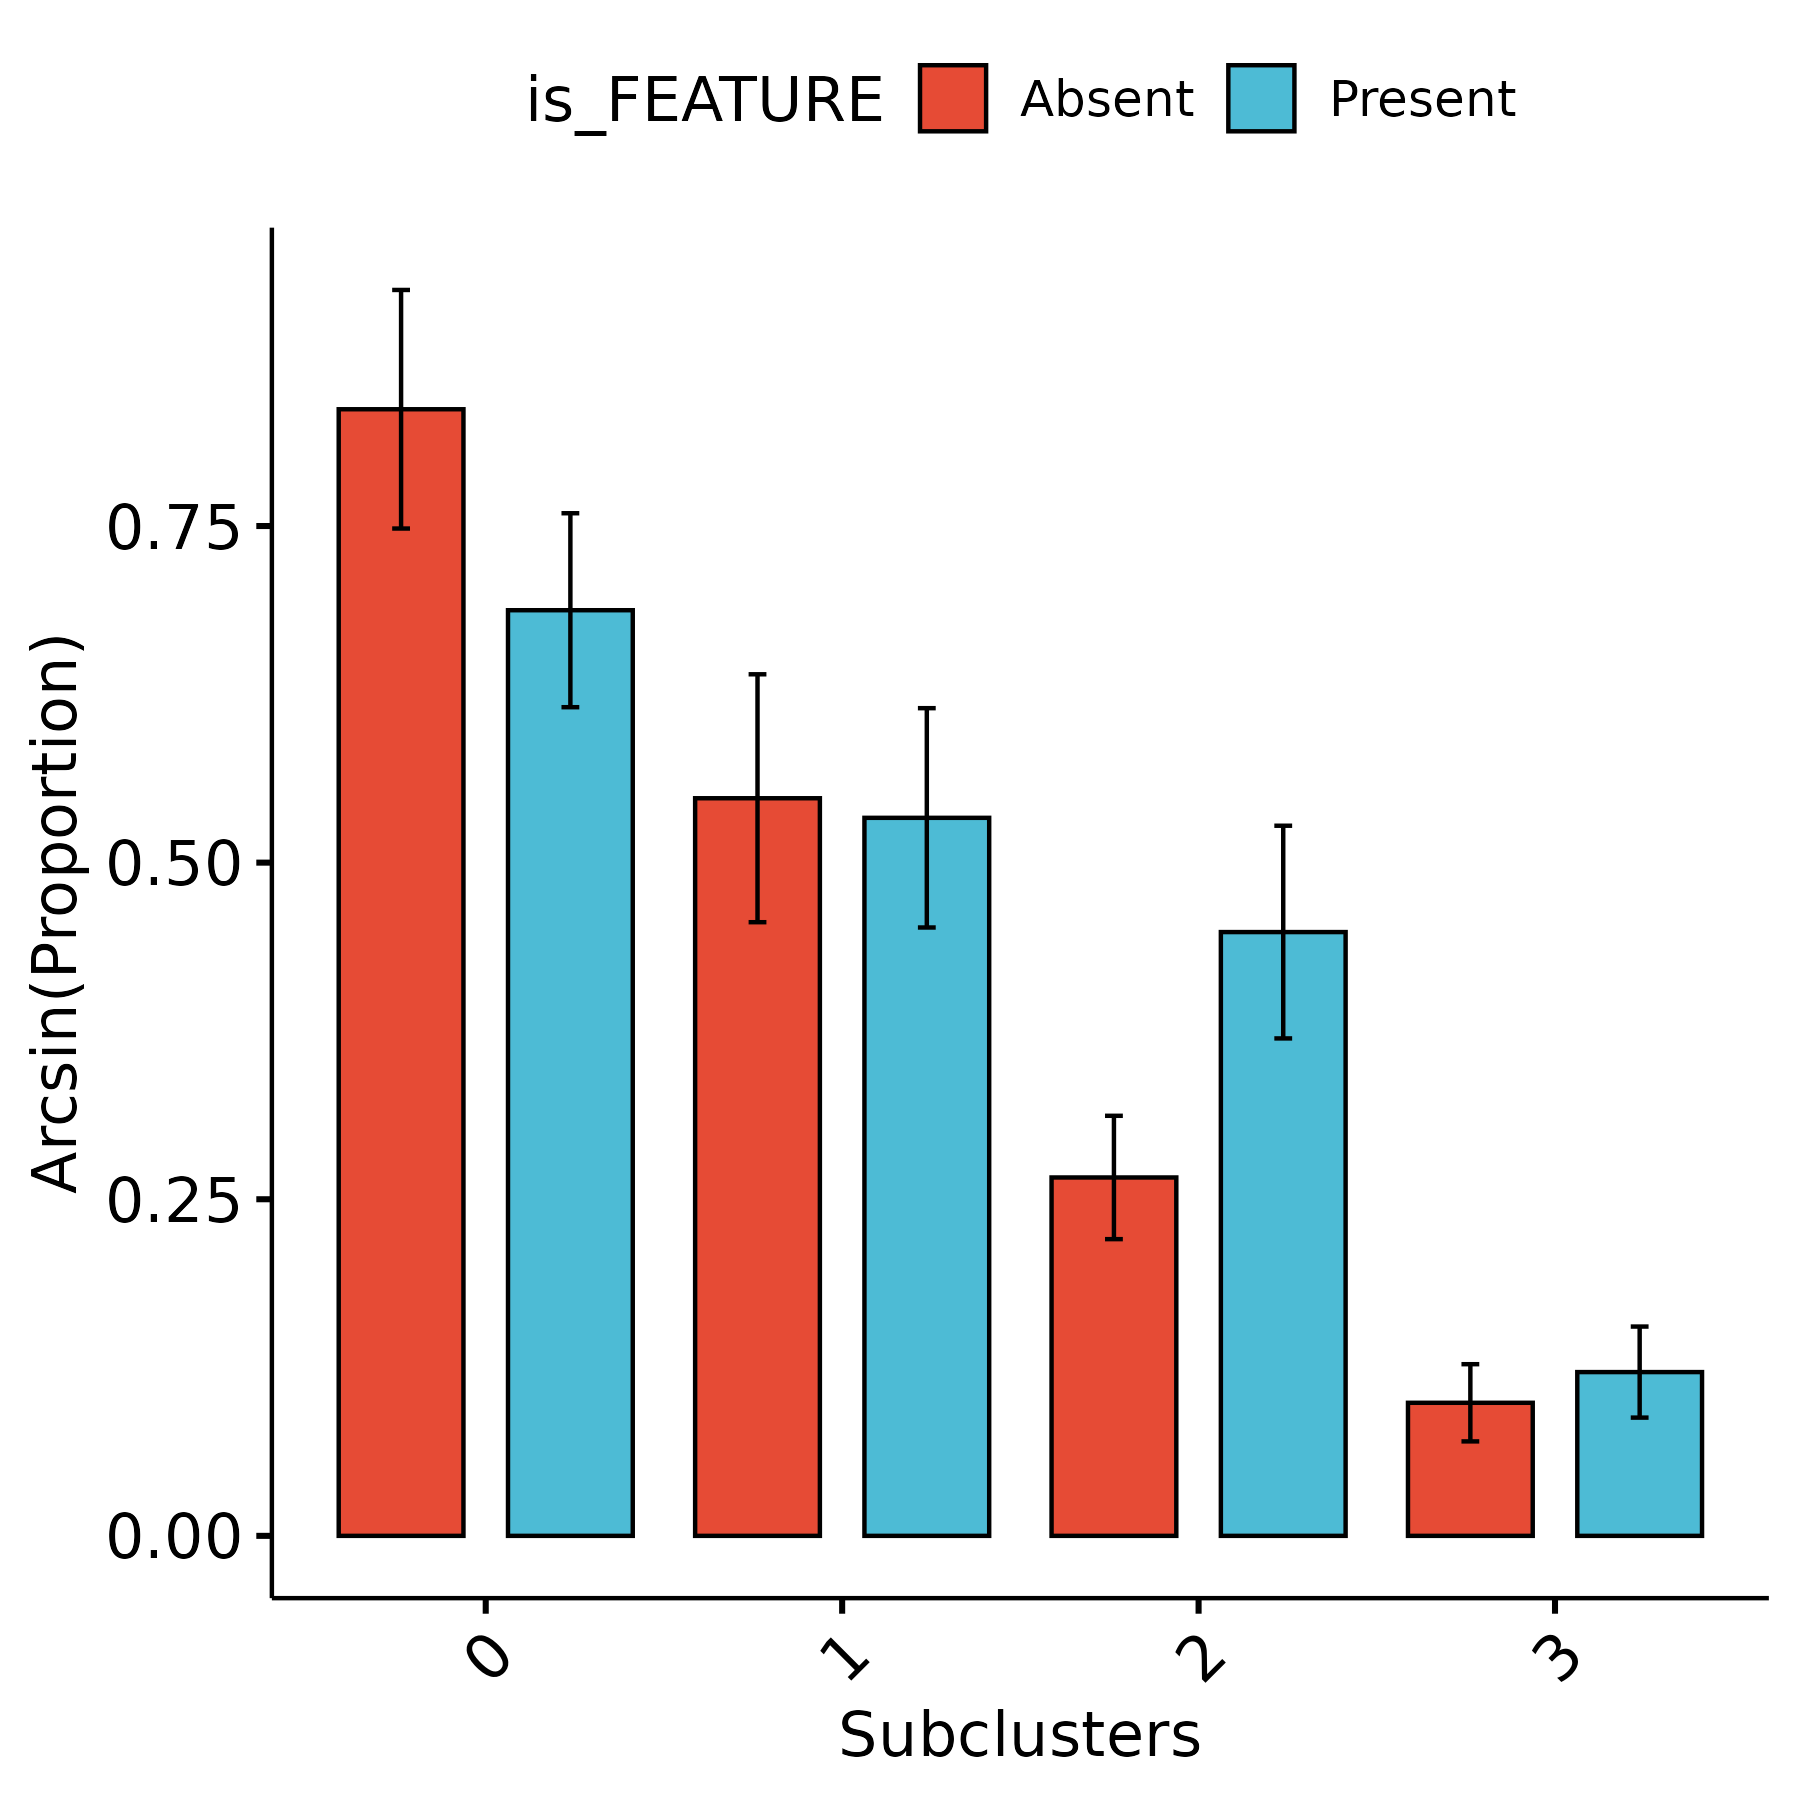 is_FEATURE Absent Present
Arcsin(Proportion)
0.75
0.50
0.25
0.00
0 1 2 3
Subclusters